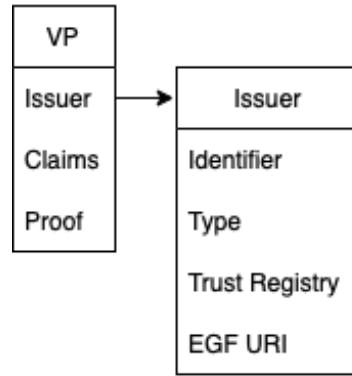 VP
Issuer
Claims
Proof
Issuer
Identifier
Type
Trust Registry
EGF URI